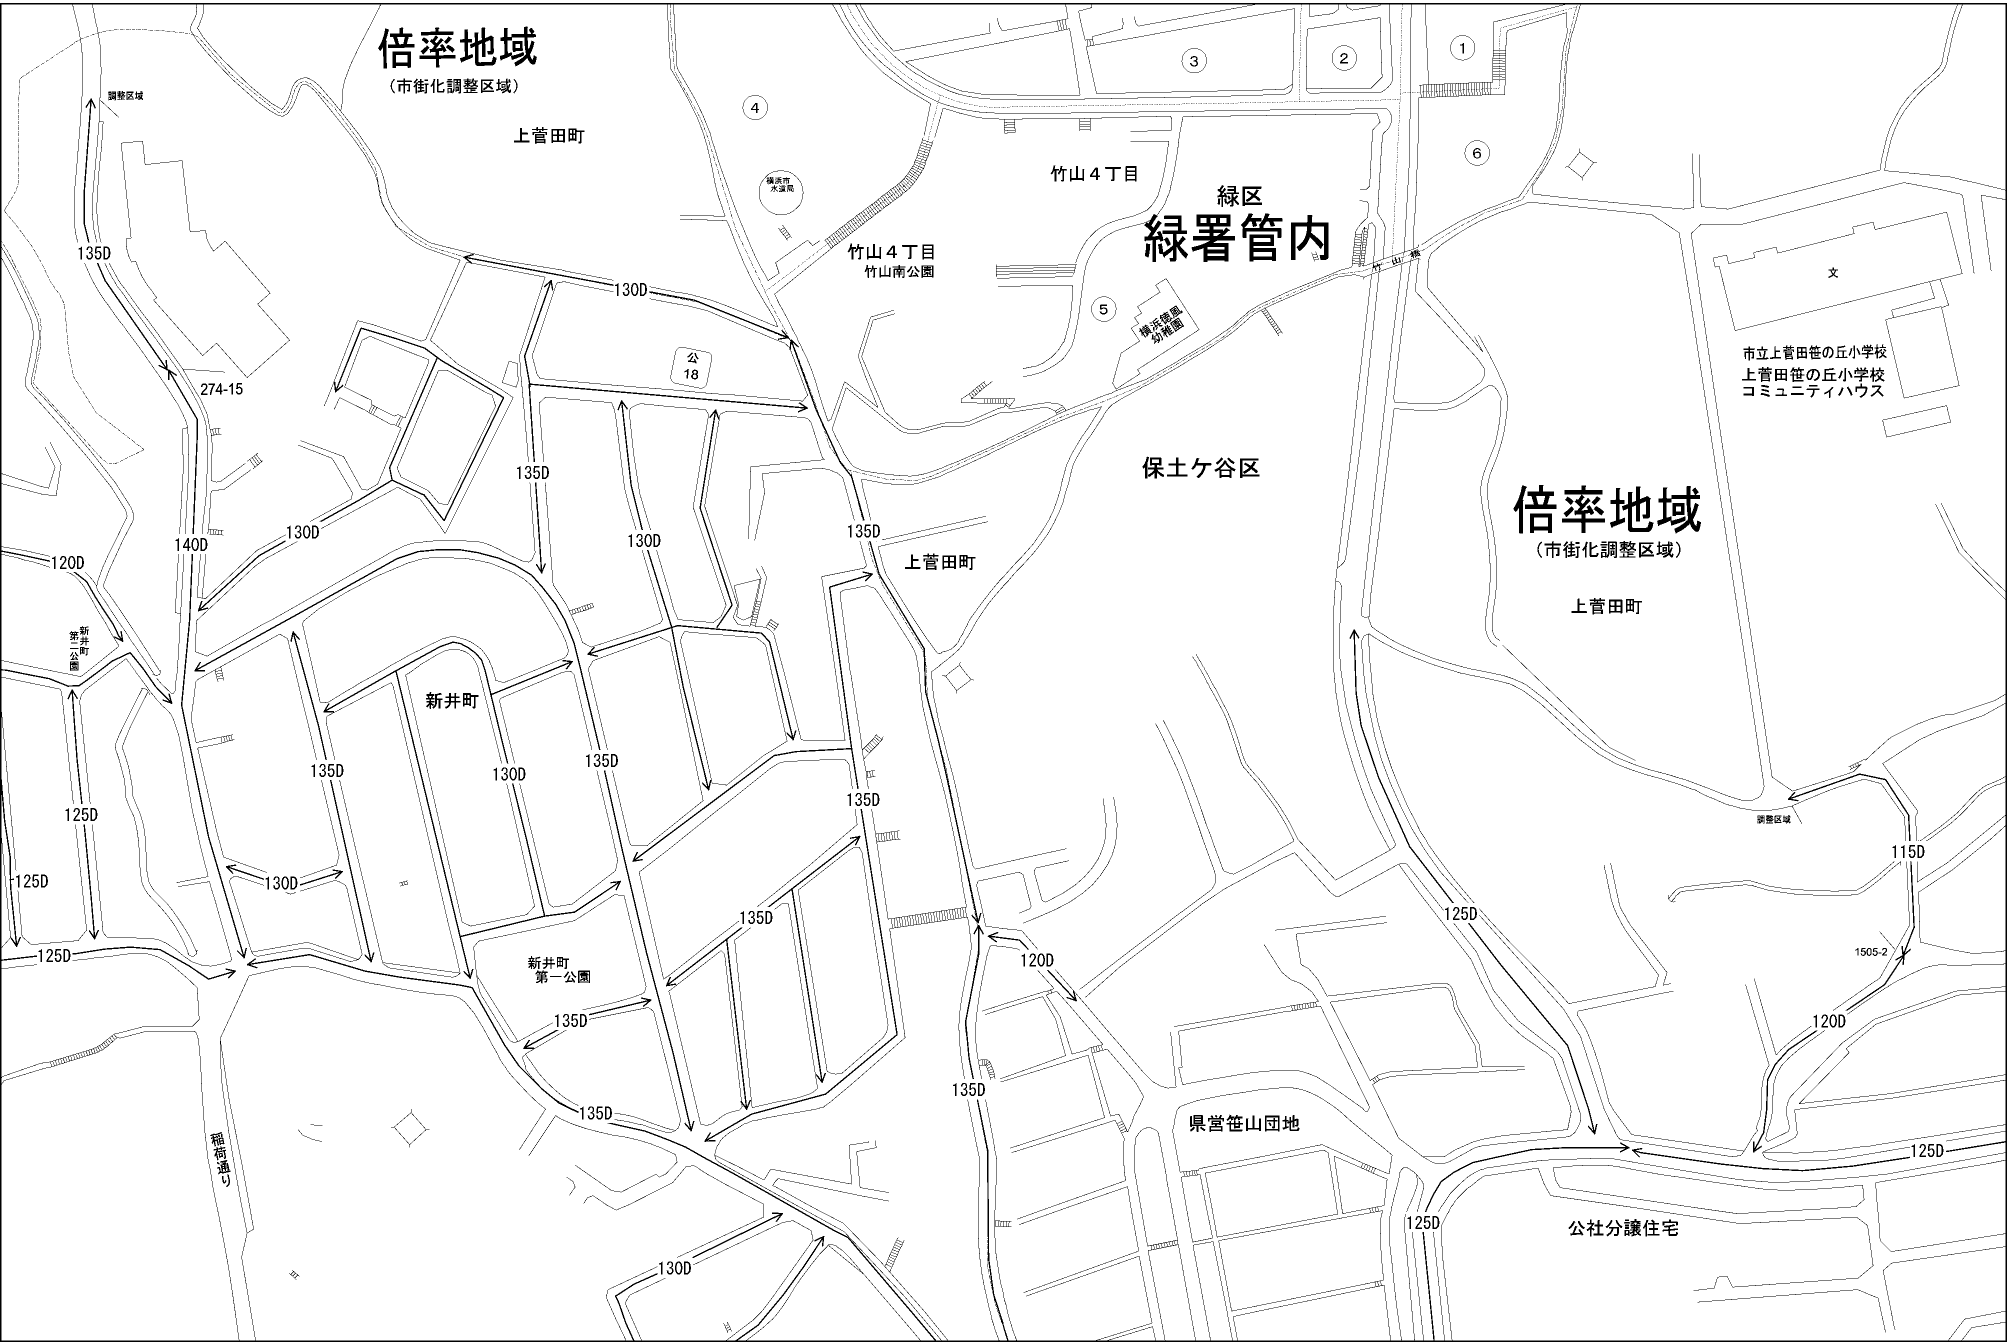 倍率地域
（市街化調整区域）
上菅田町
調整区域
①
②
③
④
⑤
⑥
横浜市
水道局
竹山４丁目
竹山４丁目
竹山南公園
緑区
緑署管内
竹山橋
横浜徳風
幼稚園
文
市立上菅田笹の丘小学校
上菅田笹の丘小学校
コミュニティハウス
135D
130D
公
18
274-15
135D
保土ケ谷区
倍率地域
（市街化調整区域）
上菅田町
上菅田町
140D
130D
130D
135D
120D
新井町
第二公園
新井町
135D
130D
135D
135D
125D
125D
130D
135D
調整区域
115D
125D
1505-2
120D
125D
新井町
第一公園
120D
135D
135D
135D
県営笹山団地
125D
125D
公社分譲住宅
稲荷通り
130D